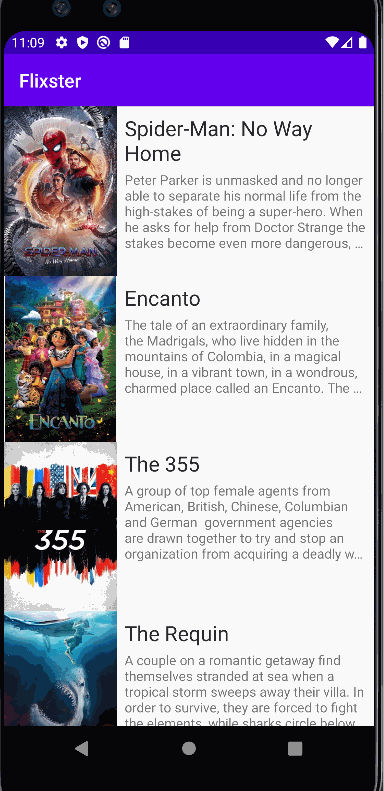 11:09
Flixster
Spider-Man: No Way
Home
Peter Parker is unmasked and no longer
able to separate his normal life from the
high-stakes of being a super-hero. When
he asks for help from Doctor Strange the
stakes become even more dangerous, ...
SPIDER-MAN
No Way Home
Encanto
The tale of an extraordinary family,
the Madrigals, who live hidden in the
mountains of Colombia, in a magical
house, in a vibrant town, in a wondrous,
charmed place called an Encanto. The ...
ENCANTO
The 355
A group of top female agents from
American, British, Chinese, Columbian
and German  government agencies
are drawn together to try and stop an
organization from acquiring a deadly w...
THE
355
The Requin
A couple on a romantic getaway find
themselves stranded at sea when a
tropical storm sweeps away their villa. In
order to survive, they are forced to fight
the elements, while sharks circle below.